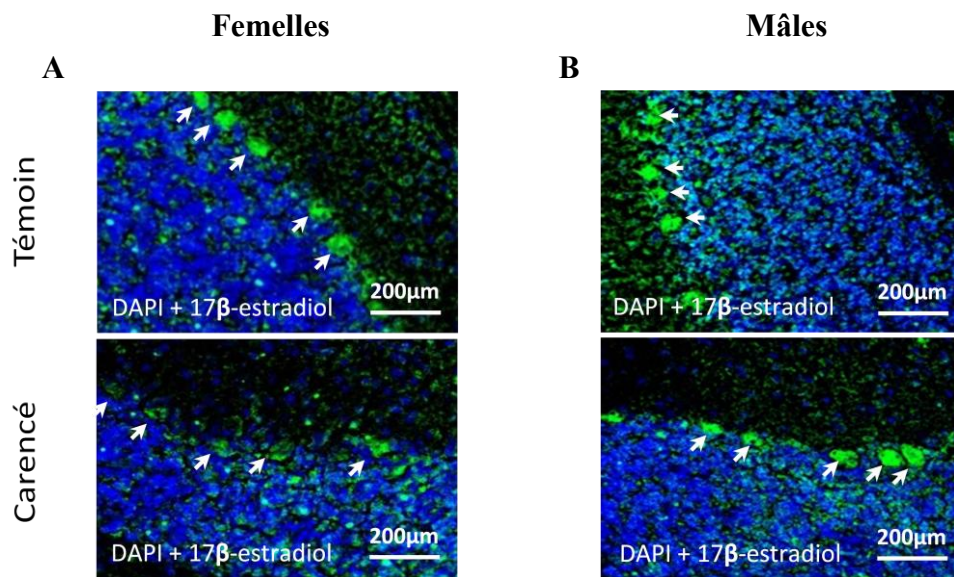 Femelles
Mâles
A
B
Témoin
DAPI + 17β-estradiol
200µm
DAPI + 17β-estradiol
200µm
Carencé
DAPI + 17β-estradiol
200µm
DAPI + 17β-estradiol
200µm